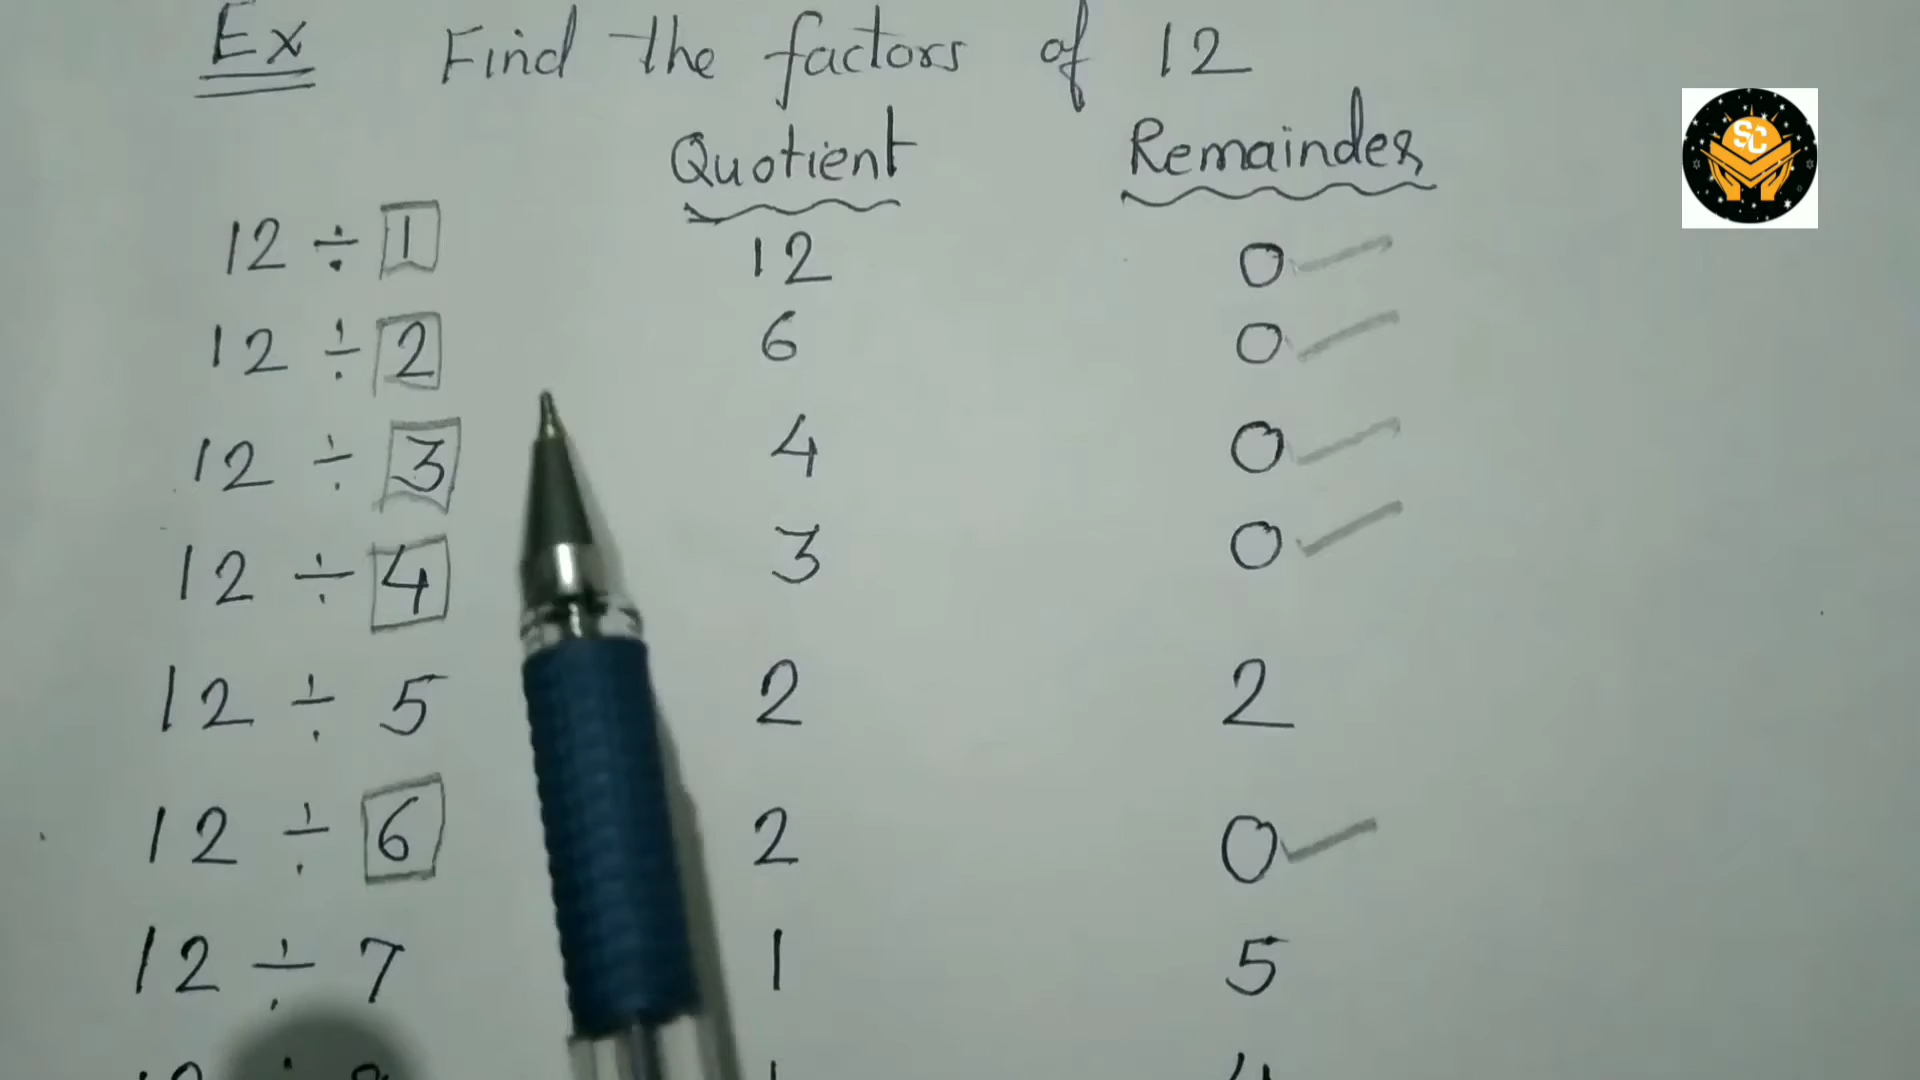 Ex Find the factors of 12
Quotient Remainder
SC
12 ÷ 1 12 0
12 ÷ 2 6 0
12 ÷ 3 4 0
12 ÷ 4 3 0
12 ÷ 5 2 2
12 ÷ 6 2 0
12 ÷ 7 1 5